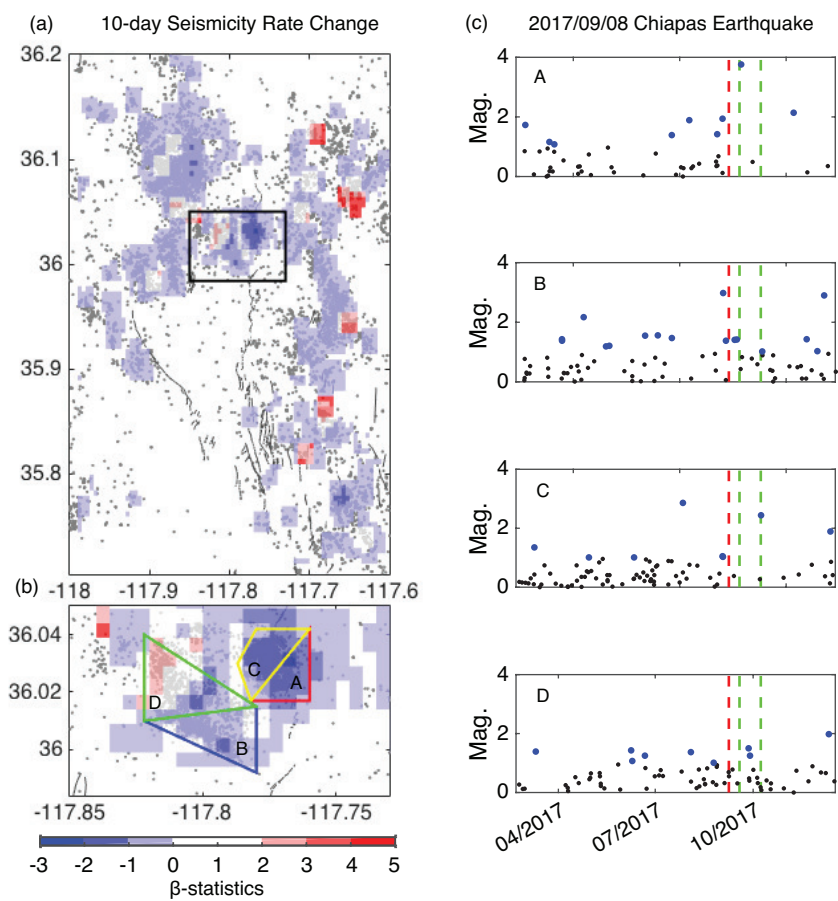 (a) 10-day Seismicity Rate Change
36.2
36.1
36
35.9
35.8
-118 -117.9 -117.8 -117.7 -117.6
(b)
36.04
36.02
36
C
A
D
B
-117.85 -117.8 -117.75
-3 -2 -1 0 1 2 3 4 5
β-statistics
(c) 2017/09/08 Chiapas Earthquake
4
2
0
Mag.
A
4
2
0
Mag.
B
4
2
0
Mag.
C
4
2
0
Mag.
D
04/2017 07/2017 10/2017